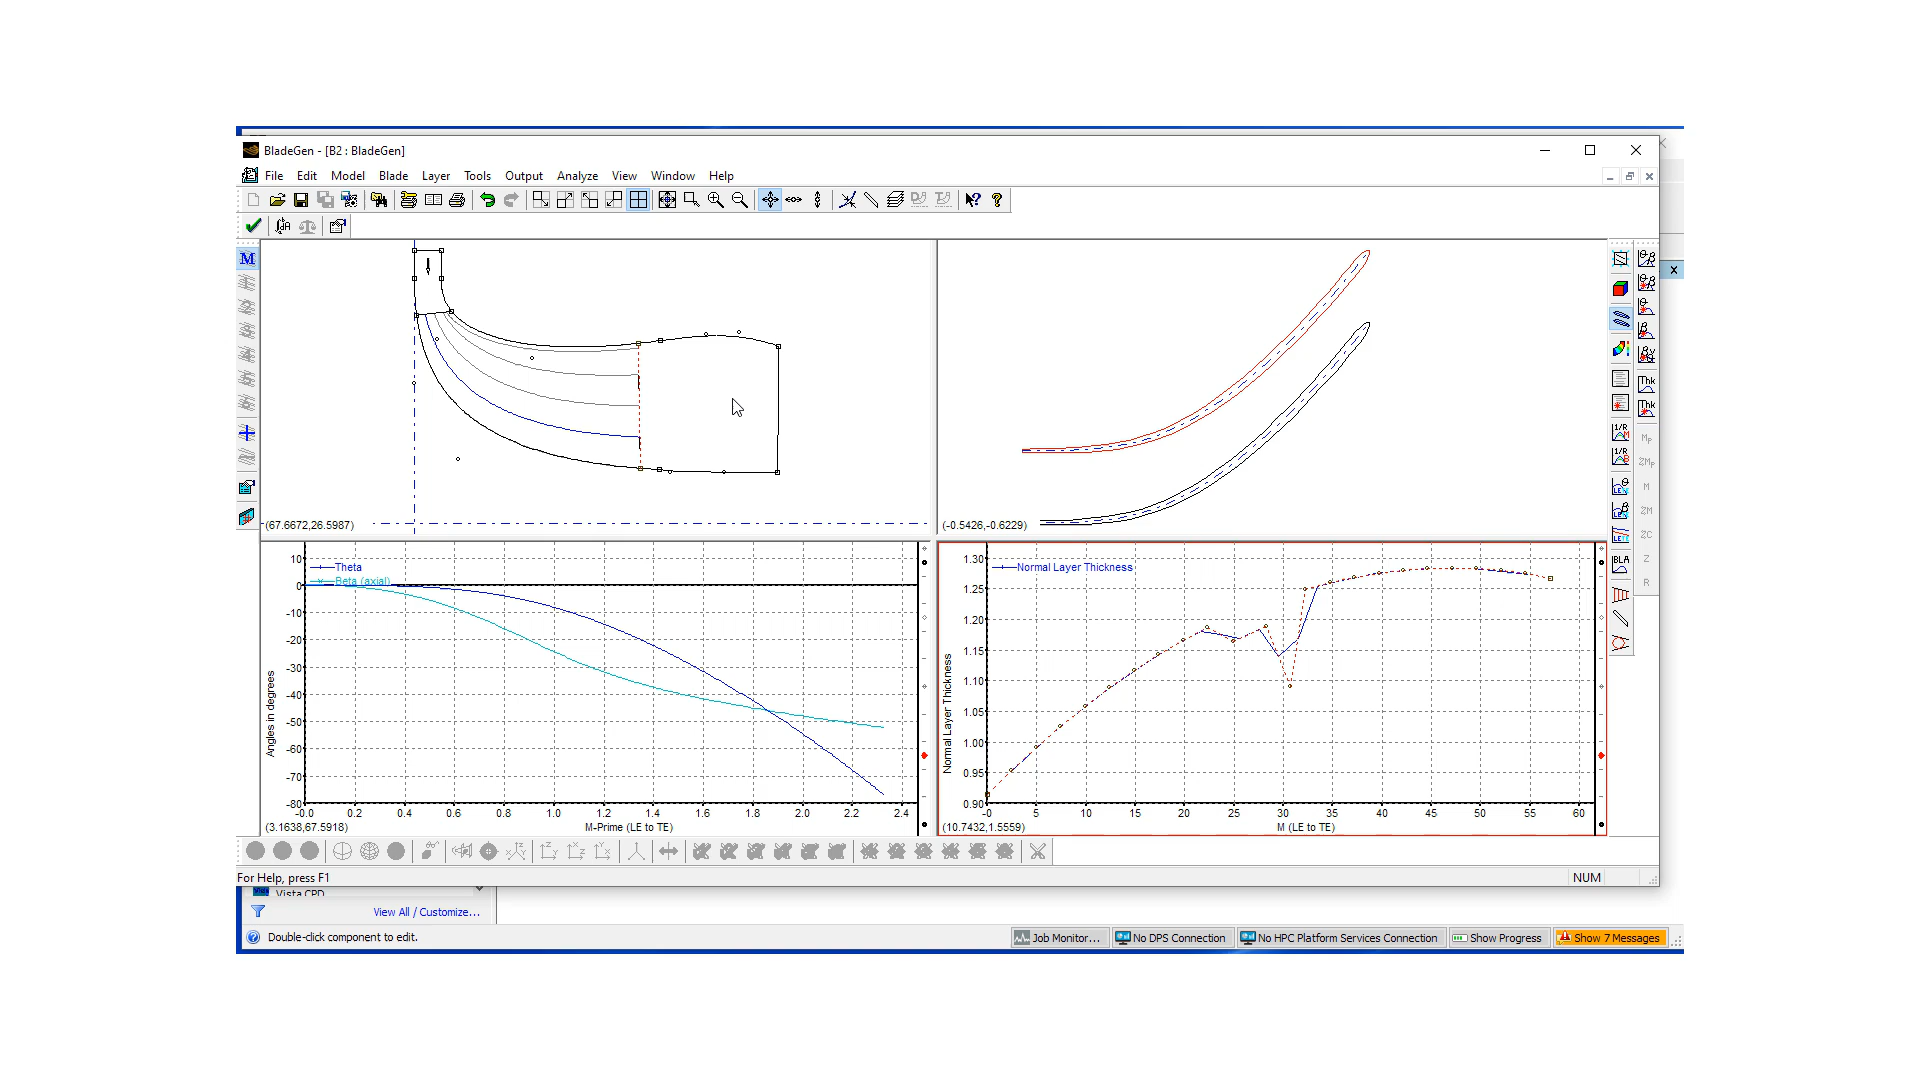 BladeGen - [B2 : BladeGen]
File Edit Model Blade Layer Tools Output Analyze View Window Help
M
(67.6672,26.5987)
(-0.5426,-0.6229)
Theta
Beta (axial)
10
0
-10
-20
-30
-40
-50
-60
-70
-80
Angles in degrees
-0.0 0.2 0.4 0.6 0.8 1.0 1.2 1.4 1.6 1.8 2.0 2.2 2.4
(3.1638,67.5918)
M-Prime (LE to TE)
Normal Layer Thickness
1.30
1.25
1.20
1.15
1.10
1.05
1.00
0.95
0.90
Normal Layer Thickness
-0 5 10 15 20 25 30 35 40 45 50 55 60
(10.7432,1.5559)
M (LE to TE)
Thk
Thk
1/R
1/R
BLA
M
ZM
ZC
Z
R
For Help, press F1
NUM
Vista CPD
View All / Customize...
Double-click component to edit.
Job Monitor...
No DPS Connection
No HPC Platform Services Connection
Show Progress
Show 7 Messages